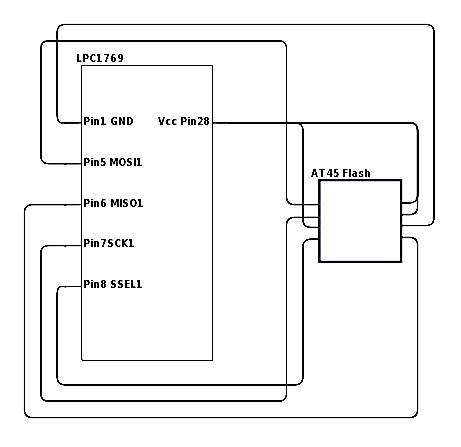 LPC1769
Pin1 GND Vcc Pin28
Pin5 MOSI1
AT45 Flash
Pin6 MISO1
Pin7SCK1
Pin8 SSEL1